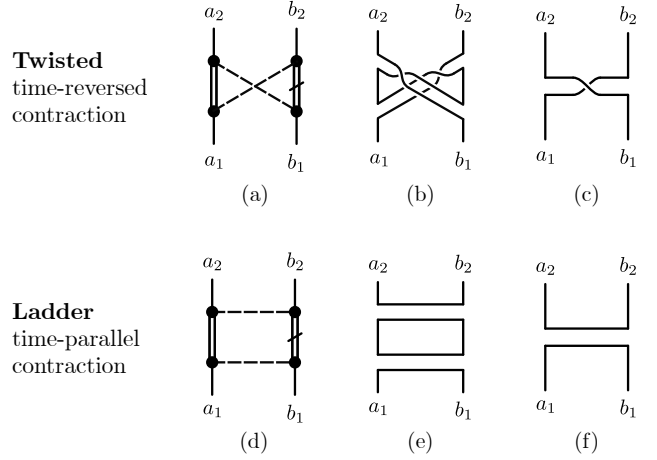 a₂ b₂ a₂ b₂ a₂ b₂
Twisted
time-reversed
contraction
a₁ b₁ a₁ b₁ a₁ b₁
(a) (b) (c)
a₂ b₂ a₂ b₂ a₂ b₂
Ladder
time-parallel
contraction
a₁ b₁ a₁ b₁ a₁ b₁
(d) (e) (f)